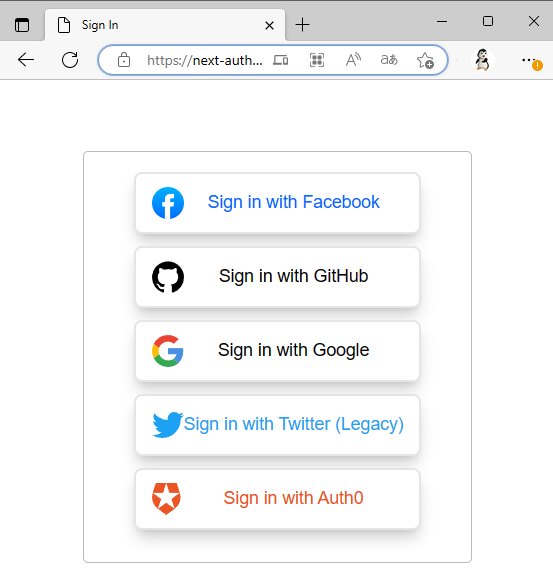 Sign In
https://next-auth...
Sign in with Facebook
Sign in with GitHub
Sign in with Google
Sign in with Twitter (Legacy)
Sign in with Auth0